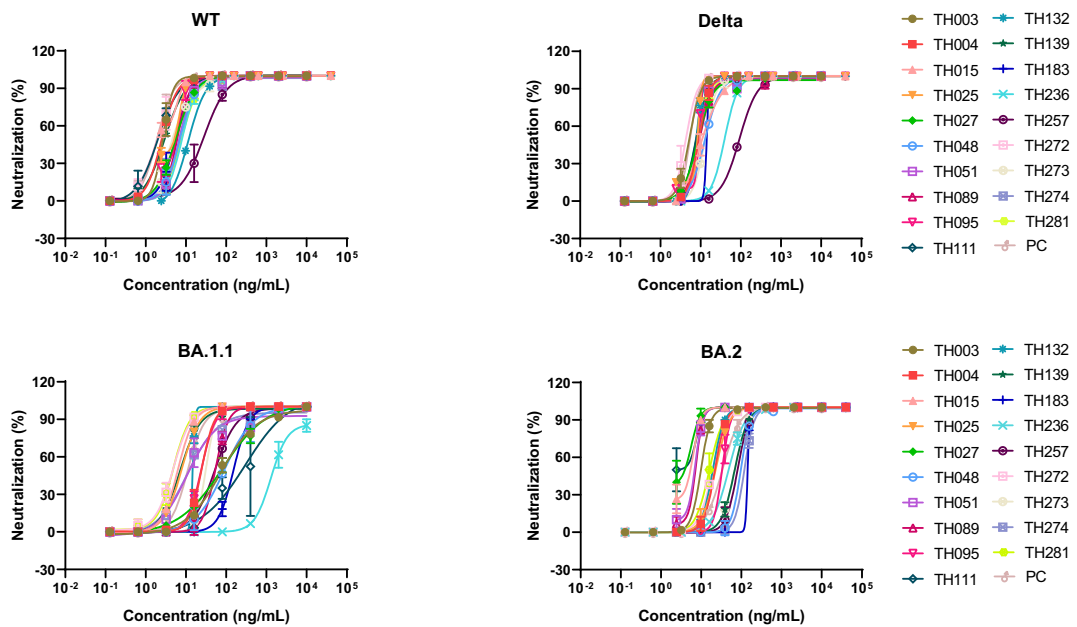 WT
Neutralization (%)
120
90
60
30
0
-30
10-2 10-1 100 101 102 103 104 105
Concentration (ng/mL)
Delta
Neutralization (%)
120
90
60
30
0
-30
10-2 10-1 100 101 102 103 104 105
Concentration (ng/mL)
TH003 TH132
TH004 TH139
TH015 TH183
TH025 TH236
TH027 TH257
TH048 TH272
TH051 TH273
TH089 TH274
TH095 TH281
TH111 PC
BA.1.1
Neutralization (%)
120
90
60
30
0
-30
10-2 10-1 100 101 102 103 104 105
Concentration (ng/mL)
BA.2
Neutralization (%)
120
90
60
30
0
-30
10-2 10-1 100 101 102 103 104 105
Concentration (ng/mL)
TH003 TH132
TH004 TH139
TH015 TH183
TH025 TH236
TH027 TH257
TH048 TH272
TH051 TH273
TH089 TH274
TH095 TH281
TH111 PC